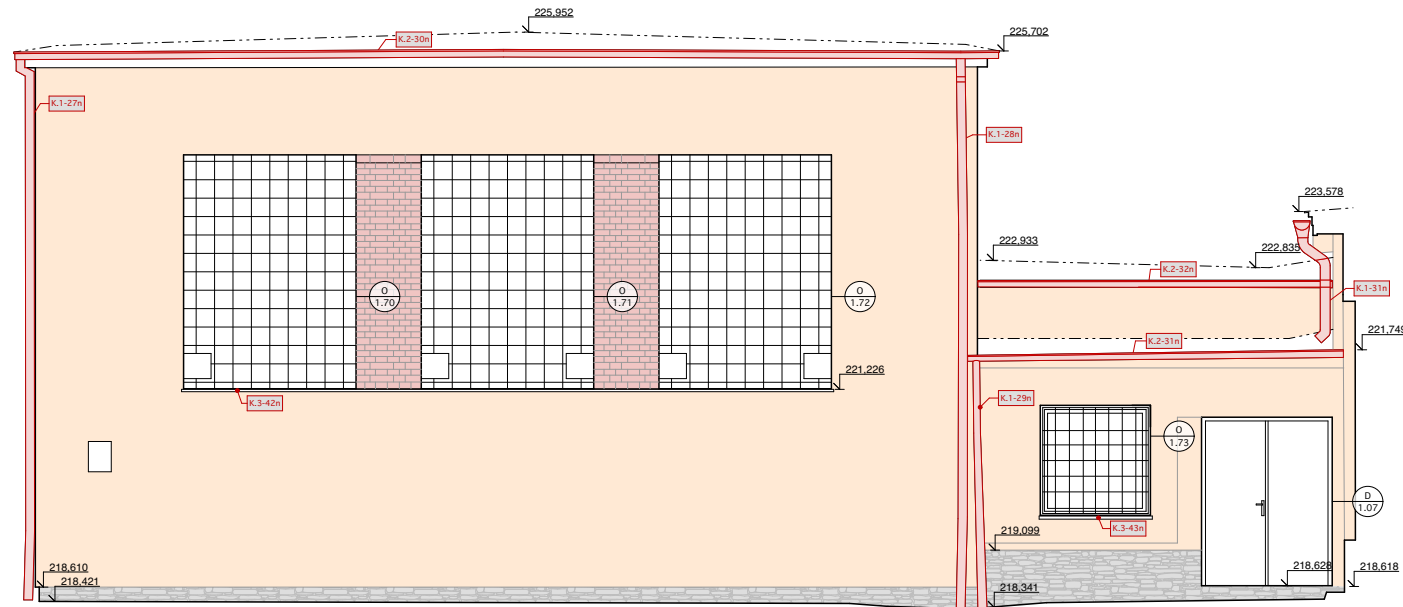 225,952
225,702
K.2-30n
K.1-27n
K.1-28n
223,578
222,933
222,835
K.2-32n
K.1-31n
O
1.70
O
1.71
O
1.72
221,749
K.2-31n
221,226
K.3-42n
K.1-29n
O
1.73
D
1.07
K.3-43n
219,099
218,610
218,421
218,341
218,628
218,618